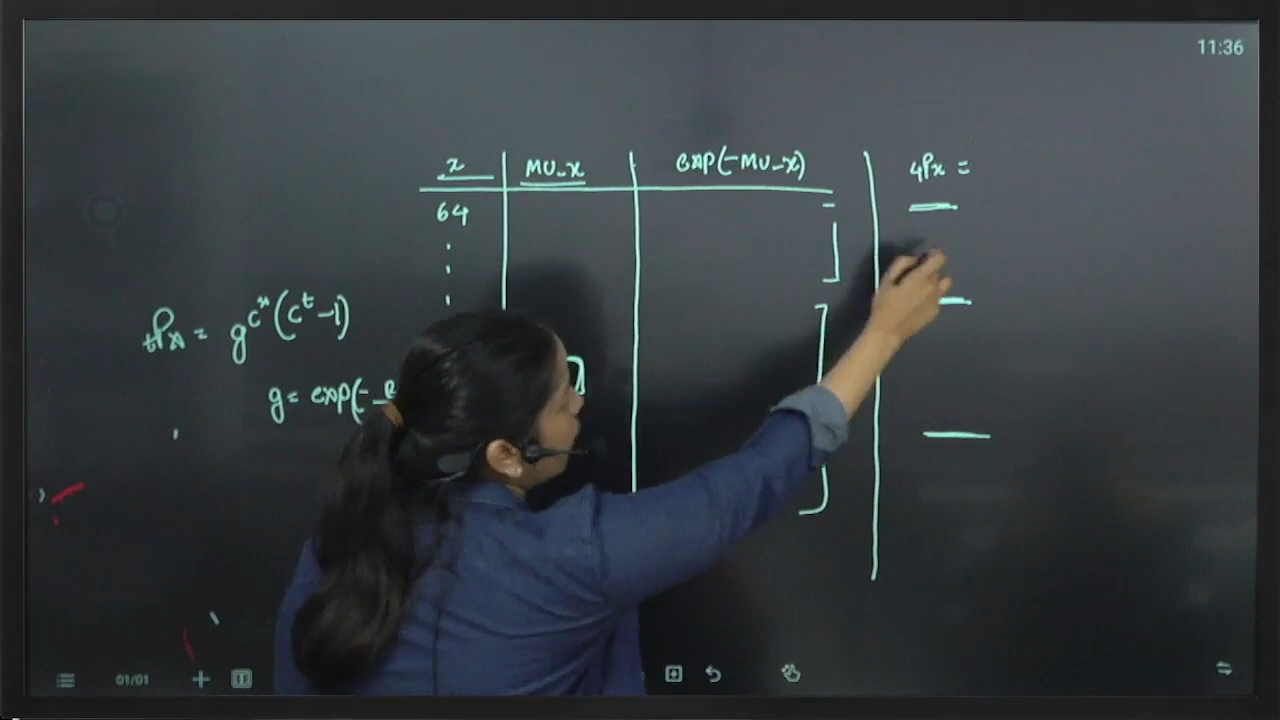 11:36
x MU_x exp(-MU_x) 4Px =
64
tPx = g^{c^x}(c^t-1)
g = exp(-
01/01